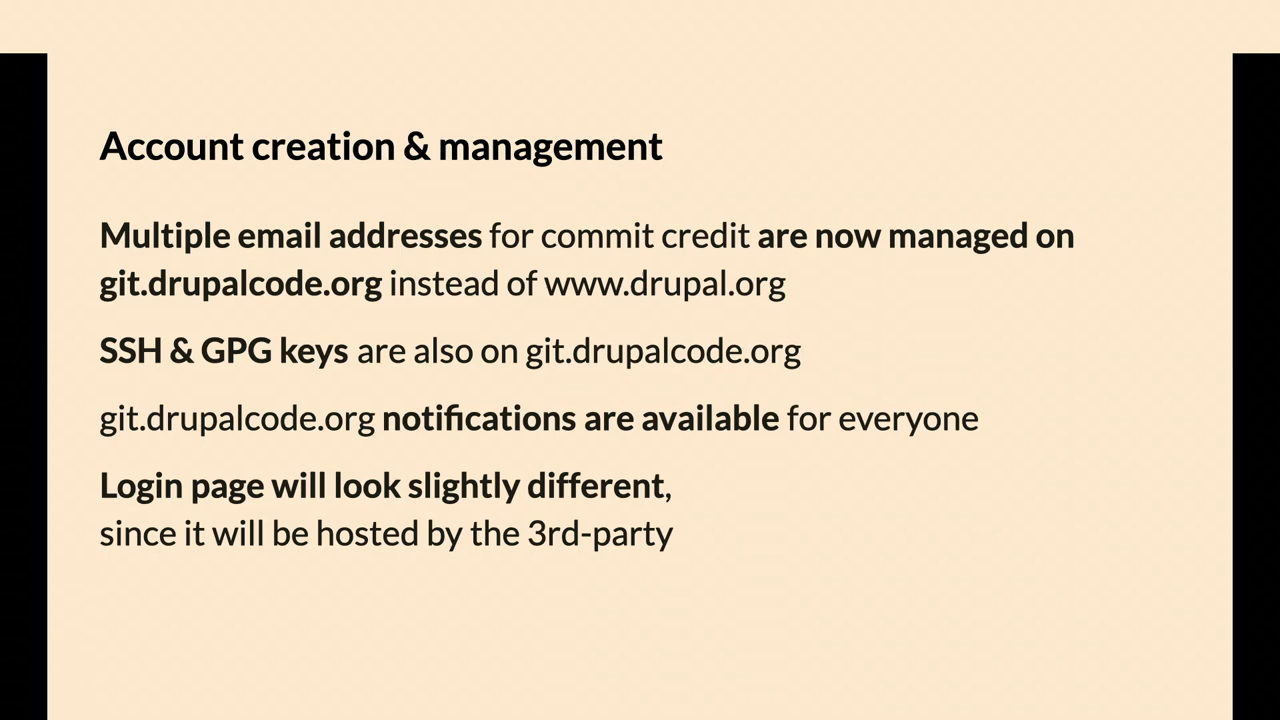 Account creation & management
Multiple email addresses for commit credit are now managed on
git.drupalcode.org instead of www.drupal.org
SSH & GPG keys are also on git.drupalcode.org
git.drupalcode.org notifications are available for everyone
Login page will look slightly different,
since it will be hosted by the 3rd-party